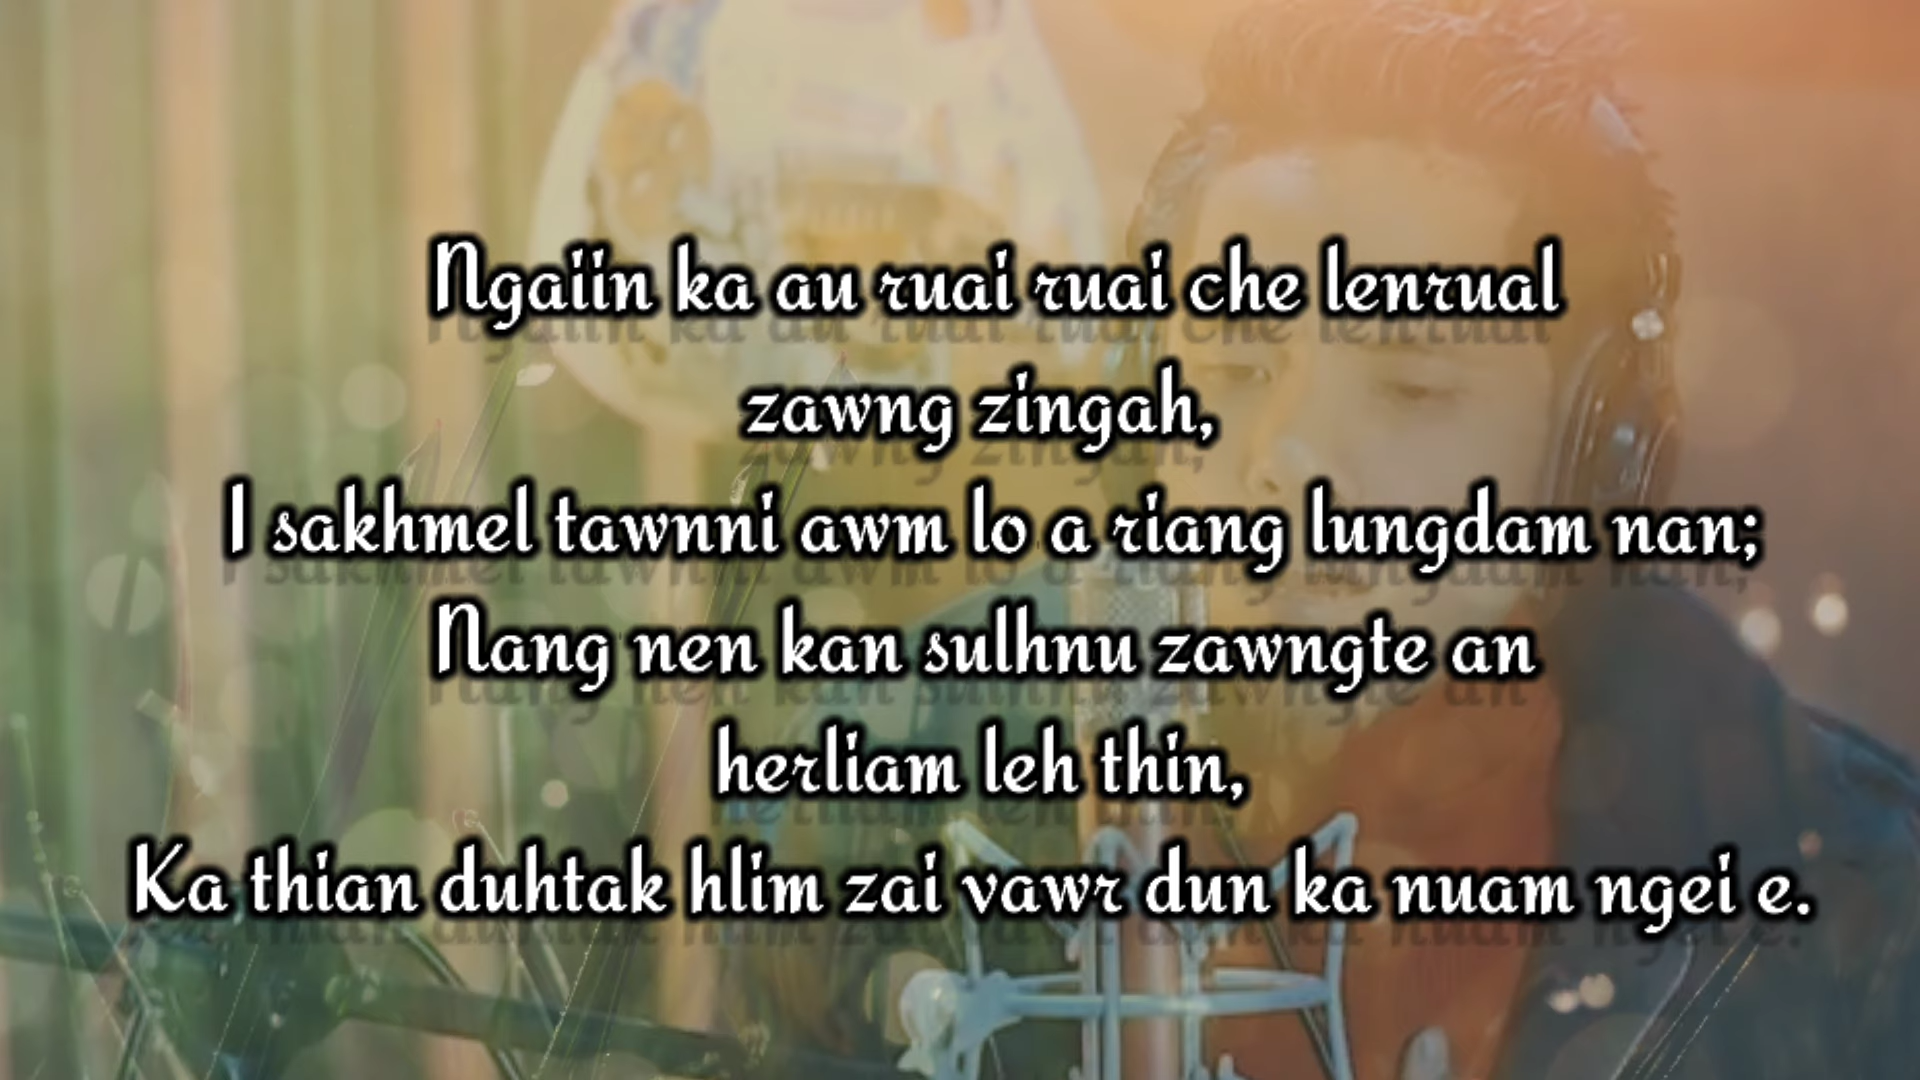 Ngaiin ka au ruai ruai che lenrual
zawng zingah,
I sakhmel tawnni awm lo a riang lungdam nan;
Nang nen kan sulhnu zawngte an
herliam leh thin,
Ka thian duhtak hlim zai vawr dun ka nuam ngei e.